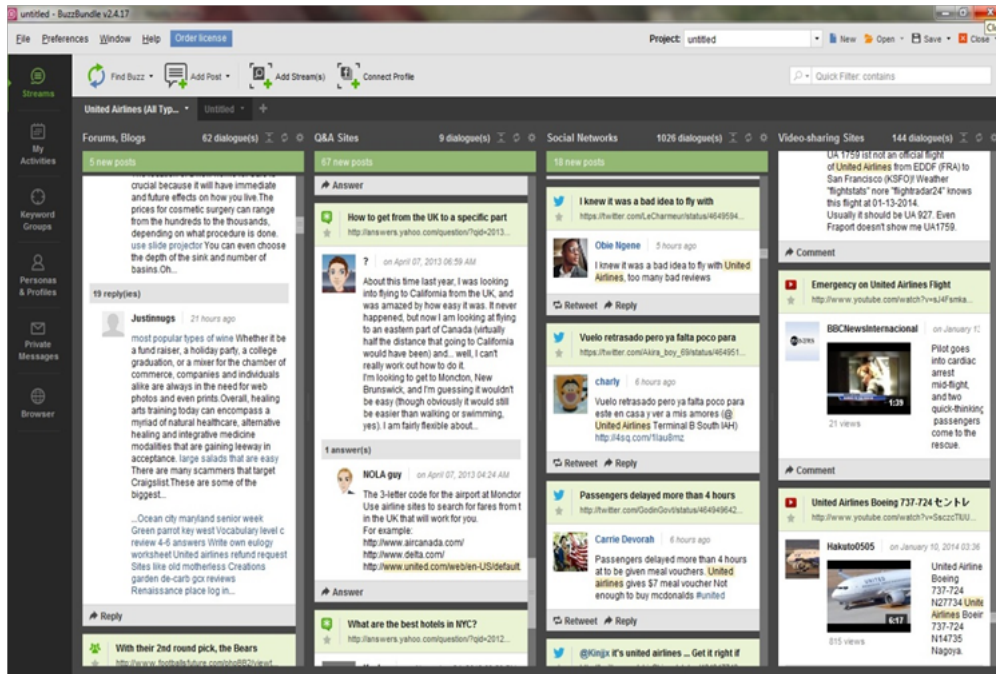 untitled - BuzzBundle v2.4.17
File Preferences Window Help Order license
Project: untitled
New Open Save Close
Streams
My
Activities
Keyword
Groups
Personas
& Profiles
Private
Messages
Browser
Find Buzz Add Post Add Stream(s) Connect Profile
Quick Filter: contains
United Airlines (All Typ... Untitled +
Forums, Blogs 62 dialogue(s)
5 new posts
crucial because it will have immediate
and future effects on how you live.The
prices for cosmetic surgery can range
from the hundreds to the thousands,
depending on what procedure is done.
use slide projector You can even choose
the depth of the sink and number of
basins.Oh...
19 reply(ies)
Justinnugs 21 hours ago
most popular types of wine Whether it be
a fund raiser, a holiday party, a college
graduation, or a mixer for the chamber of
commerce, companies and individuals
alike are always in the need for web
photos and even prints.Overall, healing
arts training today can encompass a
myriad of natural healthcare, alternative
healing and integrative medicine
modalities that are gaining leeway in
acceptance. large salads that are easy
There are many scammers that target
Craigslist.These are some of the
biggest...
...Ocean city maryland senior week
Green parrot key west Vocabulary level c
review 4-6 answers Write own eulogy
worksheet United airlines refund request
Sites like old motherless Creations
garden de-carb gcx reviews
Renaissance place log in...
Reply
With their 2nd round pick, the Bears
Q&A Sites 9 dialogue(s)
67 new posts
Answer
How to get from the UK to a specific part
http://answers.yahoo.com/question/?qid=2013...
? on April 07, 2013 06:59 AM
About this time last year, I was looking
into flying to California from the UK, and
was amazed by how easy it was. It never
happened, but now I am looking at flying
to an eastern part of Canada (virtually
half the distance that going to California
would have been) and... well, I can't
really work out how to do it.
I'm looking to get to Moncton, New
Brunswick, and I'm guessing it wouldn't
be easy (though obviously it would still
be easier than walking or swimming,
yes). I am fairly flexible about...
1 answer(s)
NOLA guy on April 07, 2013 04:24 AM
The 3-letter code for the airport at Monctor
Use airline sites to search for fares from t
in the UK that will work for you.
For example:
http://www.aircanada.com/
http://www.delta.com/
http://www.united.com/web/en-US/default.
Answer
What are the best hotels in NYC?
http://answers.yahoo.com/question/?qid=2012...
Social Networks 1026 dialogue(s)
18 new posts
I knew it was a bad idea to fly with
https://twitter.com/LeCharmeur/status/4649594...
Obie Ngene 5 hours ago
I knew it was a bad idea to fly with United
Airlines, too many bad reviews
Retweet Reply
Vuelo retrasado pero ya falta poco para
https://twitter.com/Akira_boy_69/status/464951...
charly 6 hours ago
Vuelo retrasado pero ya falta poco para
este en casa y ver a mis amores (@
United Airlines Terminal B South IAH)
http://4sq.com/1lau8mz
Retweet Reply
Passengers delayed more than 4 hours
https://twitter.com/GodinGovt/status/464949642...
Carrie Devorah 6 hours ago
Passengers delayed more than 4 hours
at to be given meal vouchers. United
airlines gives $7 meal voucher Not
enough to buy mcdonalds #united
Retweet Reply
@Kinjjx it's united airlines ... Get it right if
Video-sharing Sites 144 dialogue(s)
UA 1759 ist not an official flight
of United Airlines from EDDF (FRA) to
San Francisco (KSFO)! Weather
"flightstats" nore "flightradar24" knows
this flight at 01-13-2014.
Usually it should be UA 927. Even
Fraport doesn't show me UA1759.
Comment
Emergency on United Airlines Flight
http://www.youtube.com/watch?v=sJ4Fsmka...
BBCNewsInternacional on January 1
Pilot goes
into cardiac
arrest
mid-flight,
and two
quick-thinking
passengers
come to the
rescue.
1:39
21 views
Comment
United Airlines Boeing 737-724 セントレ
http://www.youtube.com/watch?v=SaczcTlUU...
Hakuto0505 on January 10, 2014 03:36
United Airline
Boeing
737-724
N27734 Unite
Airlines Boeir
737-724
N14735
Nagoya.
6:17
815 views